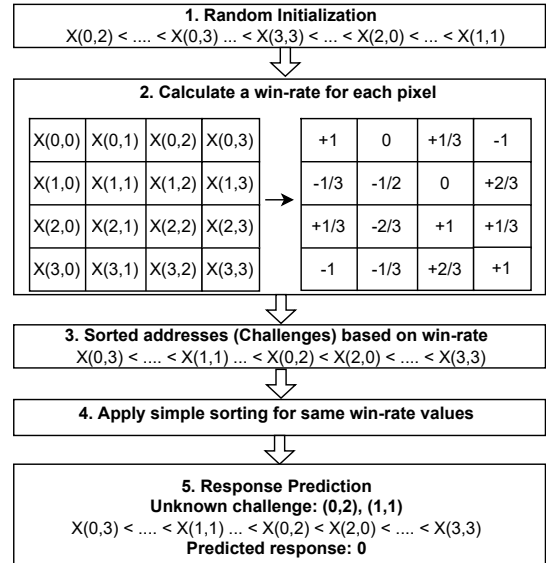 1. Random Initialization
X(0,2) < .... < X(0,3) ... < X(3,3) < ... < X(2,0) < ... < X(1,1)
2. Calculate a win-rate for each pixel
X(0,0) X(0,1) X(0,2) X(0,3) +1 0 +1/3 -1
X(1,0) X(1,1) X(1,2) X(1,3) -1/3 -1/2 0 +2/3
X(2,0) X(2,1) X(2,2) X(2,3) +1/3 -2/3 +1 +1/3
X(3,0) X(3,1) X(3,2) X(3,3) -1 -1/3 +2/3 +1
3. Sorted addresses (Challenges) based on win-rate
X(0,3) < .... < X(1,1) ... < X(0,2) < X(2,0) < .... < X(3,3)
4. Apply simple sorting for same win-rate values
5. Response Prediction
Unknown challenge: (0,2), (1,1)
X(0,3) < .... < X(1,1) ... < X(0,2) < X(2,0) < .... < X(3,3)
Predicted response: 0